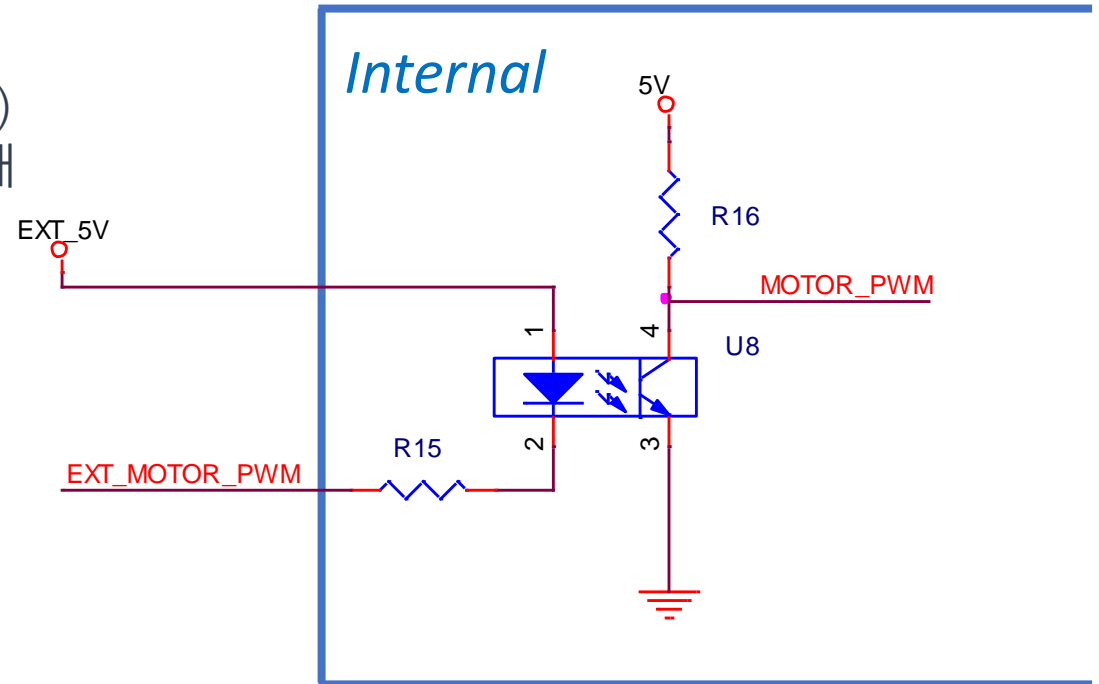 Internal
5V
R16
EXT_5V
MOTOR_PWM
1
4
U8
2
3
R15
EXT_MOTOR_PWM